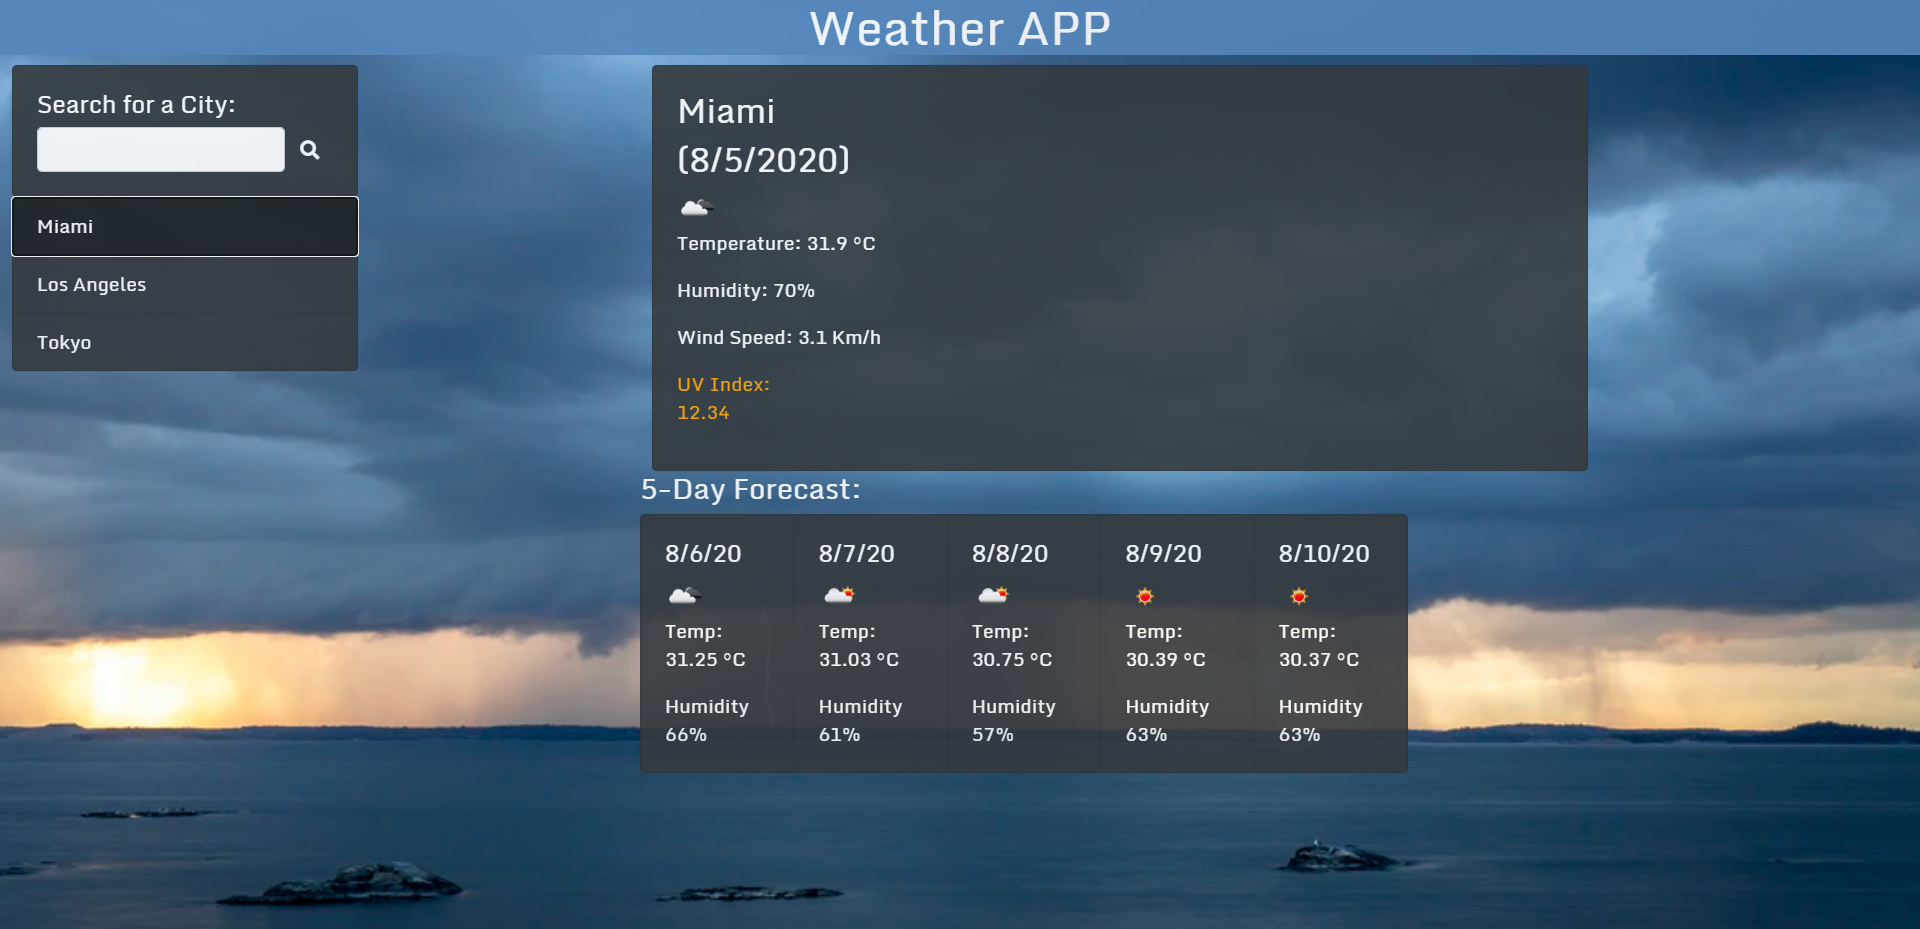 Weather APP
Search for a City:
Miami
Los Angeles
Tokyo
Miami
(8/5/2020)
Temperature: 31.9 °C
Humidity: 70%
Wind Speed: 3.1 Km/h
UV Index:
12.34
5-Day Forecast:
8/6/20
Temp:
31.25 °C
Humidity
66%
8/7/20
Temp:
31.03 °C
Humidity
61%
8/8/20
Temp:
30.75 °C
Humidity
57%
8/9/20
Temp:
30.39 °C
Humidity
63%
8/10/20
Temp:
30.37 °C
Humidity
63%